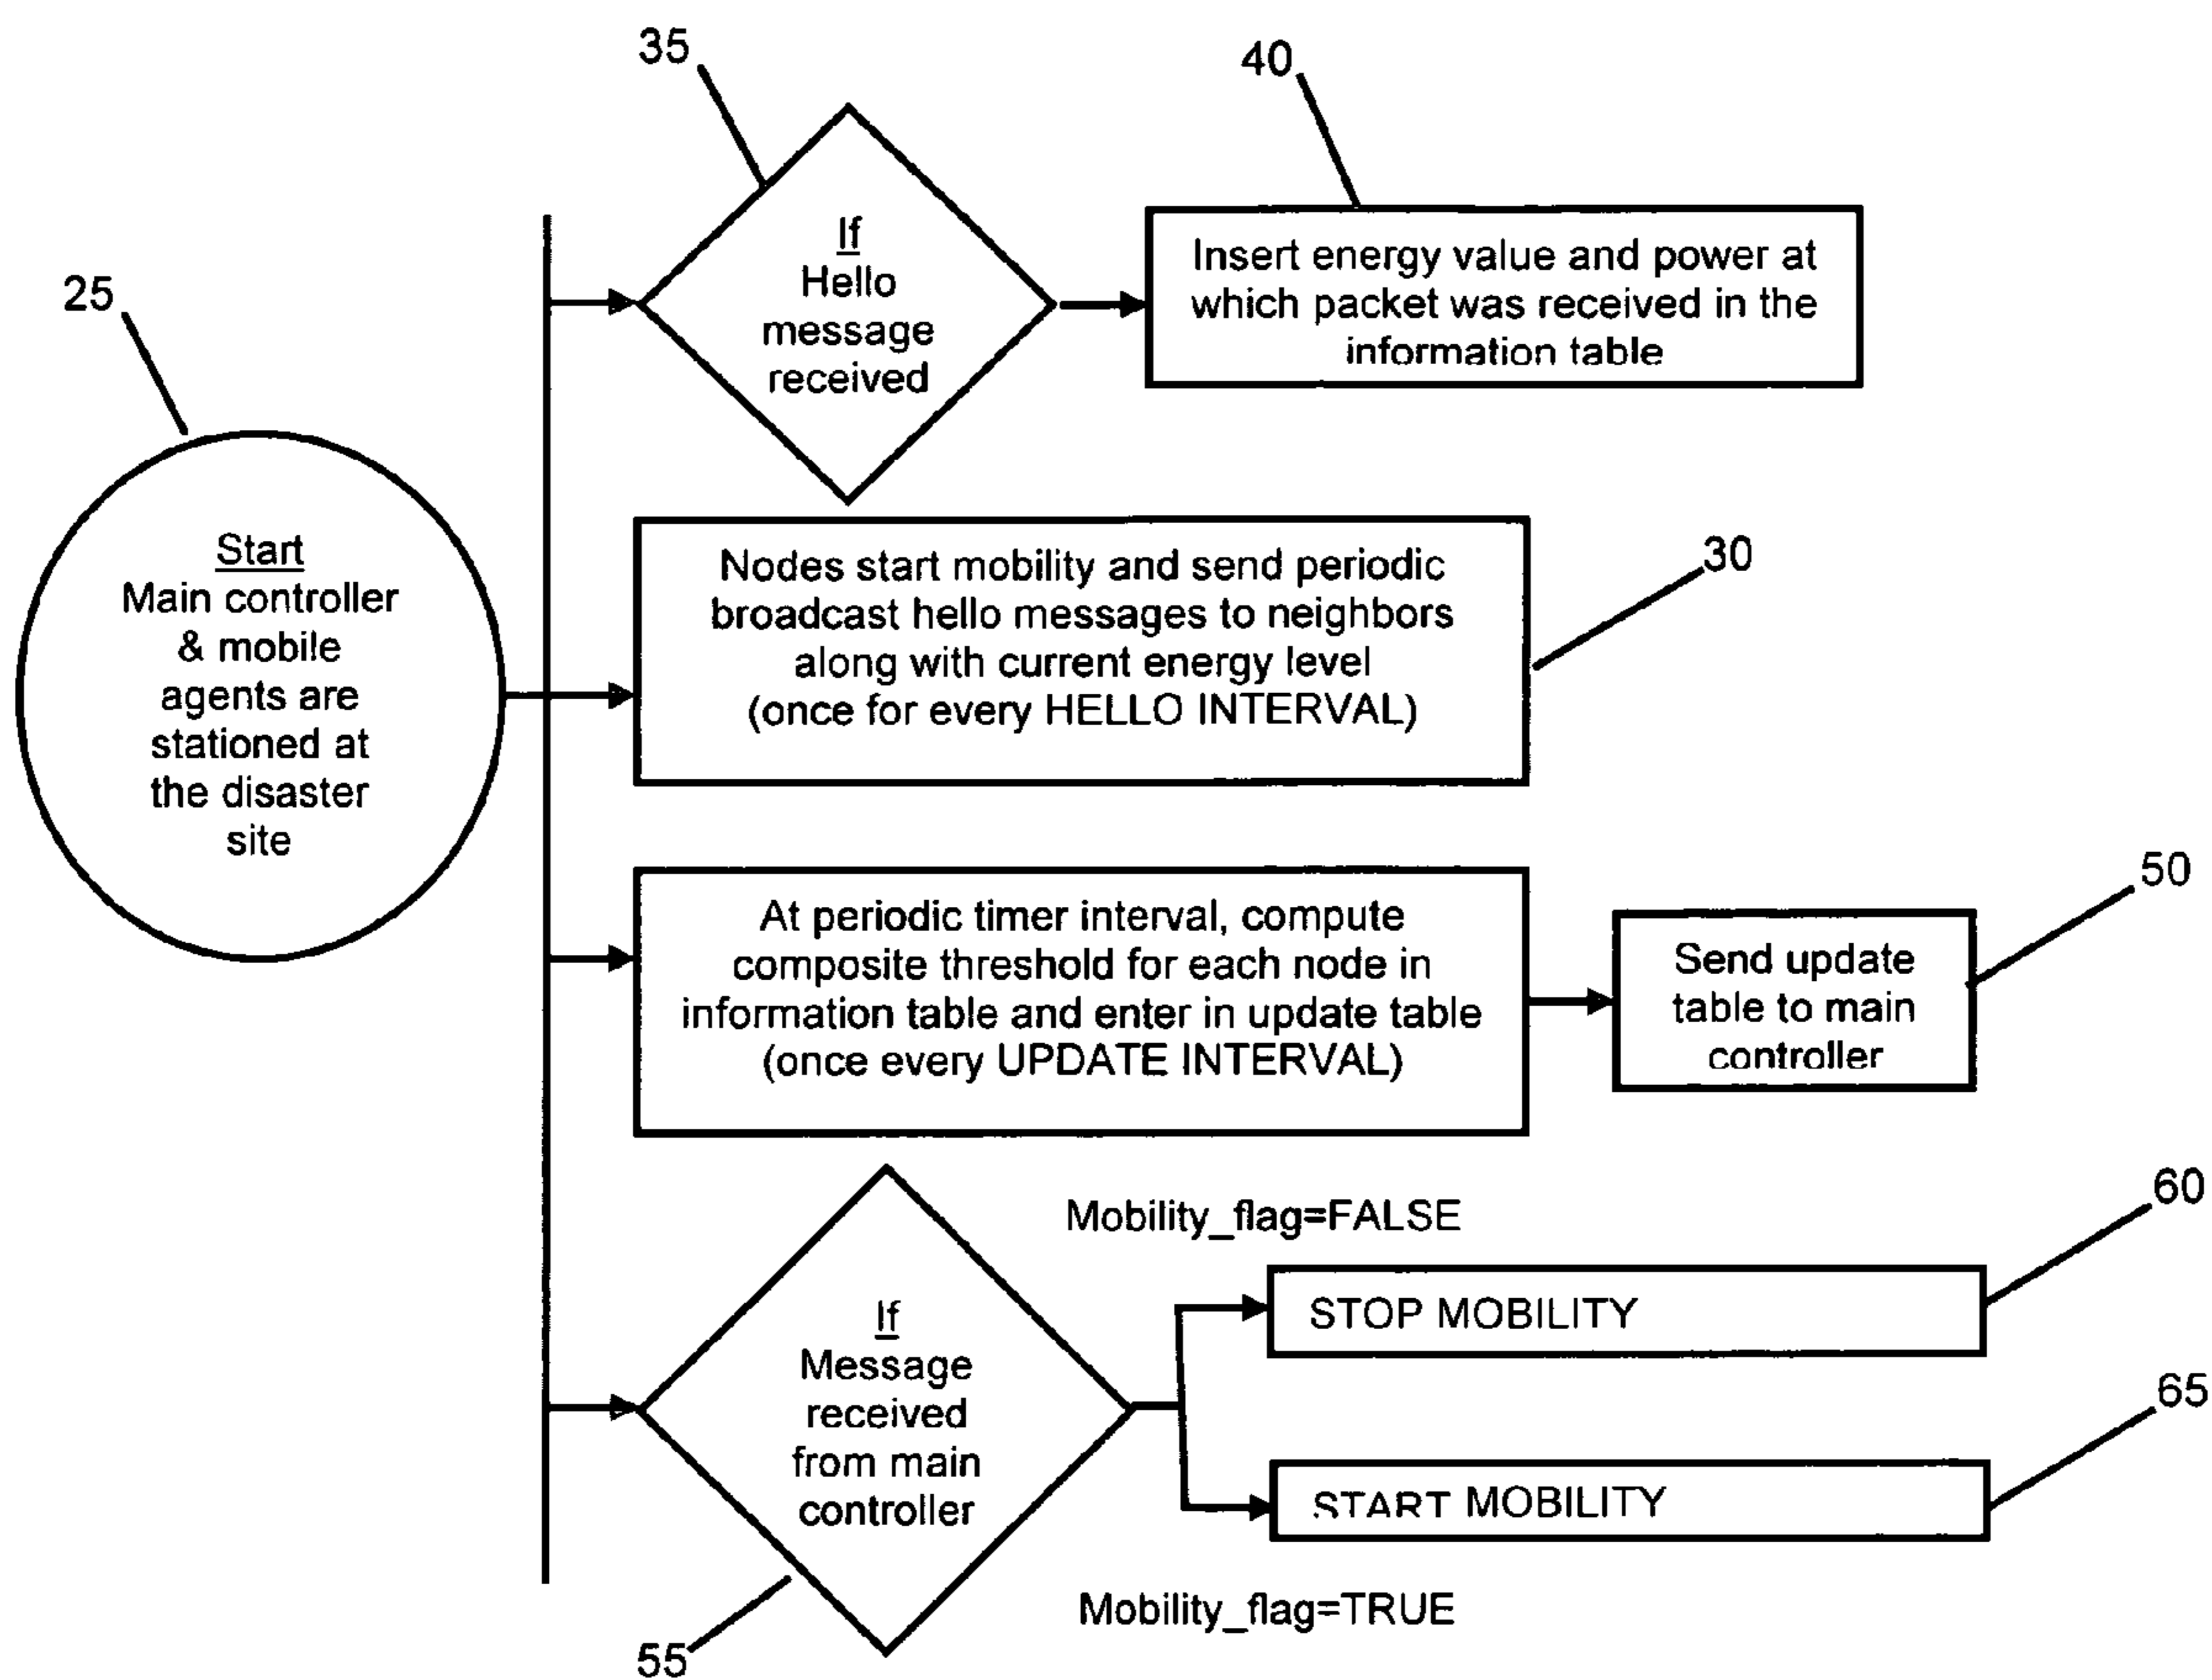 35
40
If
Hello
message
received
Insert energy value and power at
which packet was received in the
information table
25
Start
Main controller
& mobile
agents are
stationed at
the disaster
site
Nodes start mobility and send periodic
broadcast hello messages to neighbors
along with current energy level
(once for every HELLO INTERVAL)
30
At periodic timer interval, compute
composite threshold for each node in
information table and enter in update table
(once every UPDATE INTERVAL)
50
Send update
table to main
controller
If
Message
received
from main
controller
55
Mobility_flag=FALSE
60
STOP MOBILITY
65
START MOBILITY
Mobility_flag=TRUE